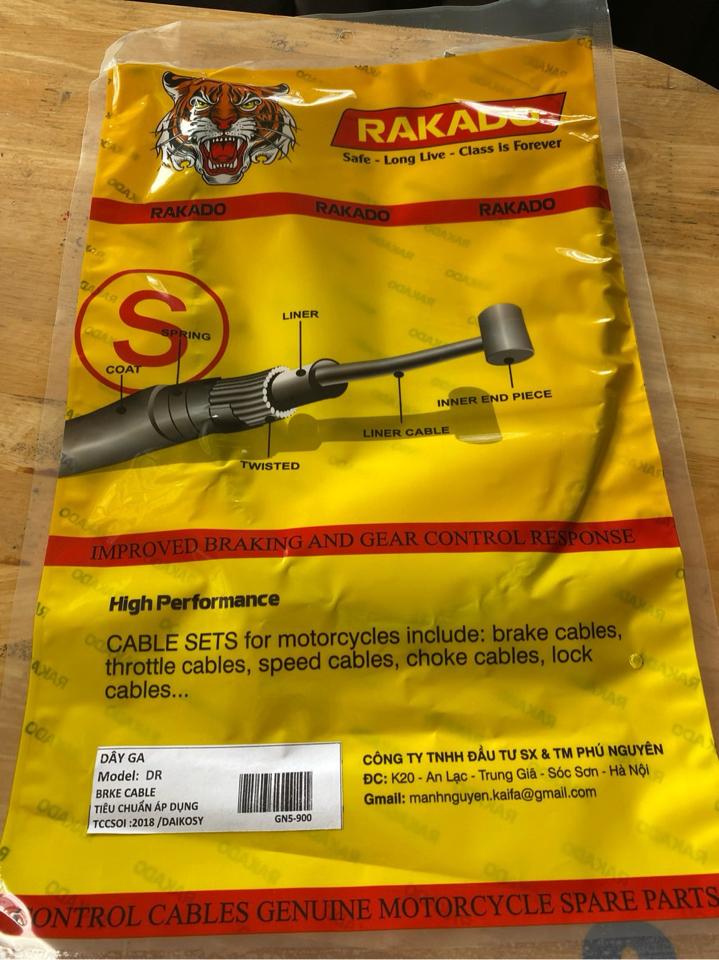 RAKADO
Safe - Long Live - Class is Forever
RAKADO RAKADO RAKADO
S
SPRING
LINER
COAT
INNER END PIECE
LINER CABLE
TWISTED
IMPROVED BRAKING AND GEAR CONTROL RESPONSE
High Performance
CABLE SETS for motorcycles include: brake cables,
throttle cables, speed cables, choke cables, lock
cables...
DÂY GA
Model: DR
BRKE CABLE
TIÊU CHUẨN ÁP DỤNG
TCCSOI :2018 /DAIKOSY
GN5-900
CÔNG TY TNHH ĐẦU TƯ SX & TM PHÚ NGUYÊN
ĐC: K20 - An Lạc - Trung Giã - Sóc Sơn - Hà Nội
Gmail: manhnguyen.kaifa@gmail.com
CONTROL CABLES GENUINE MOTORCYCLE SPARE PARTS